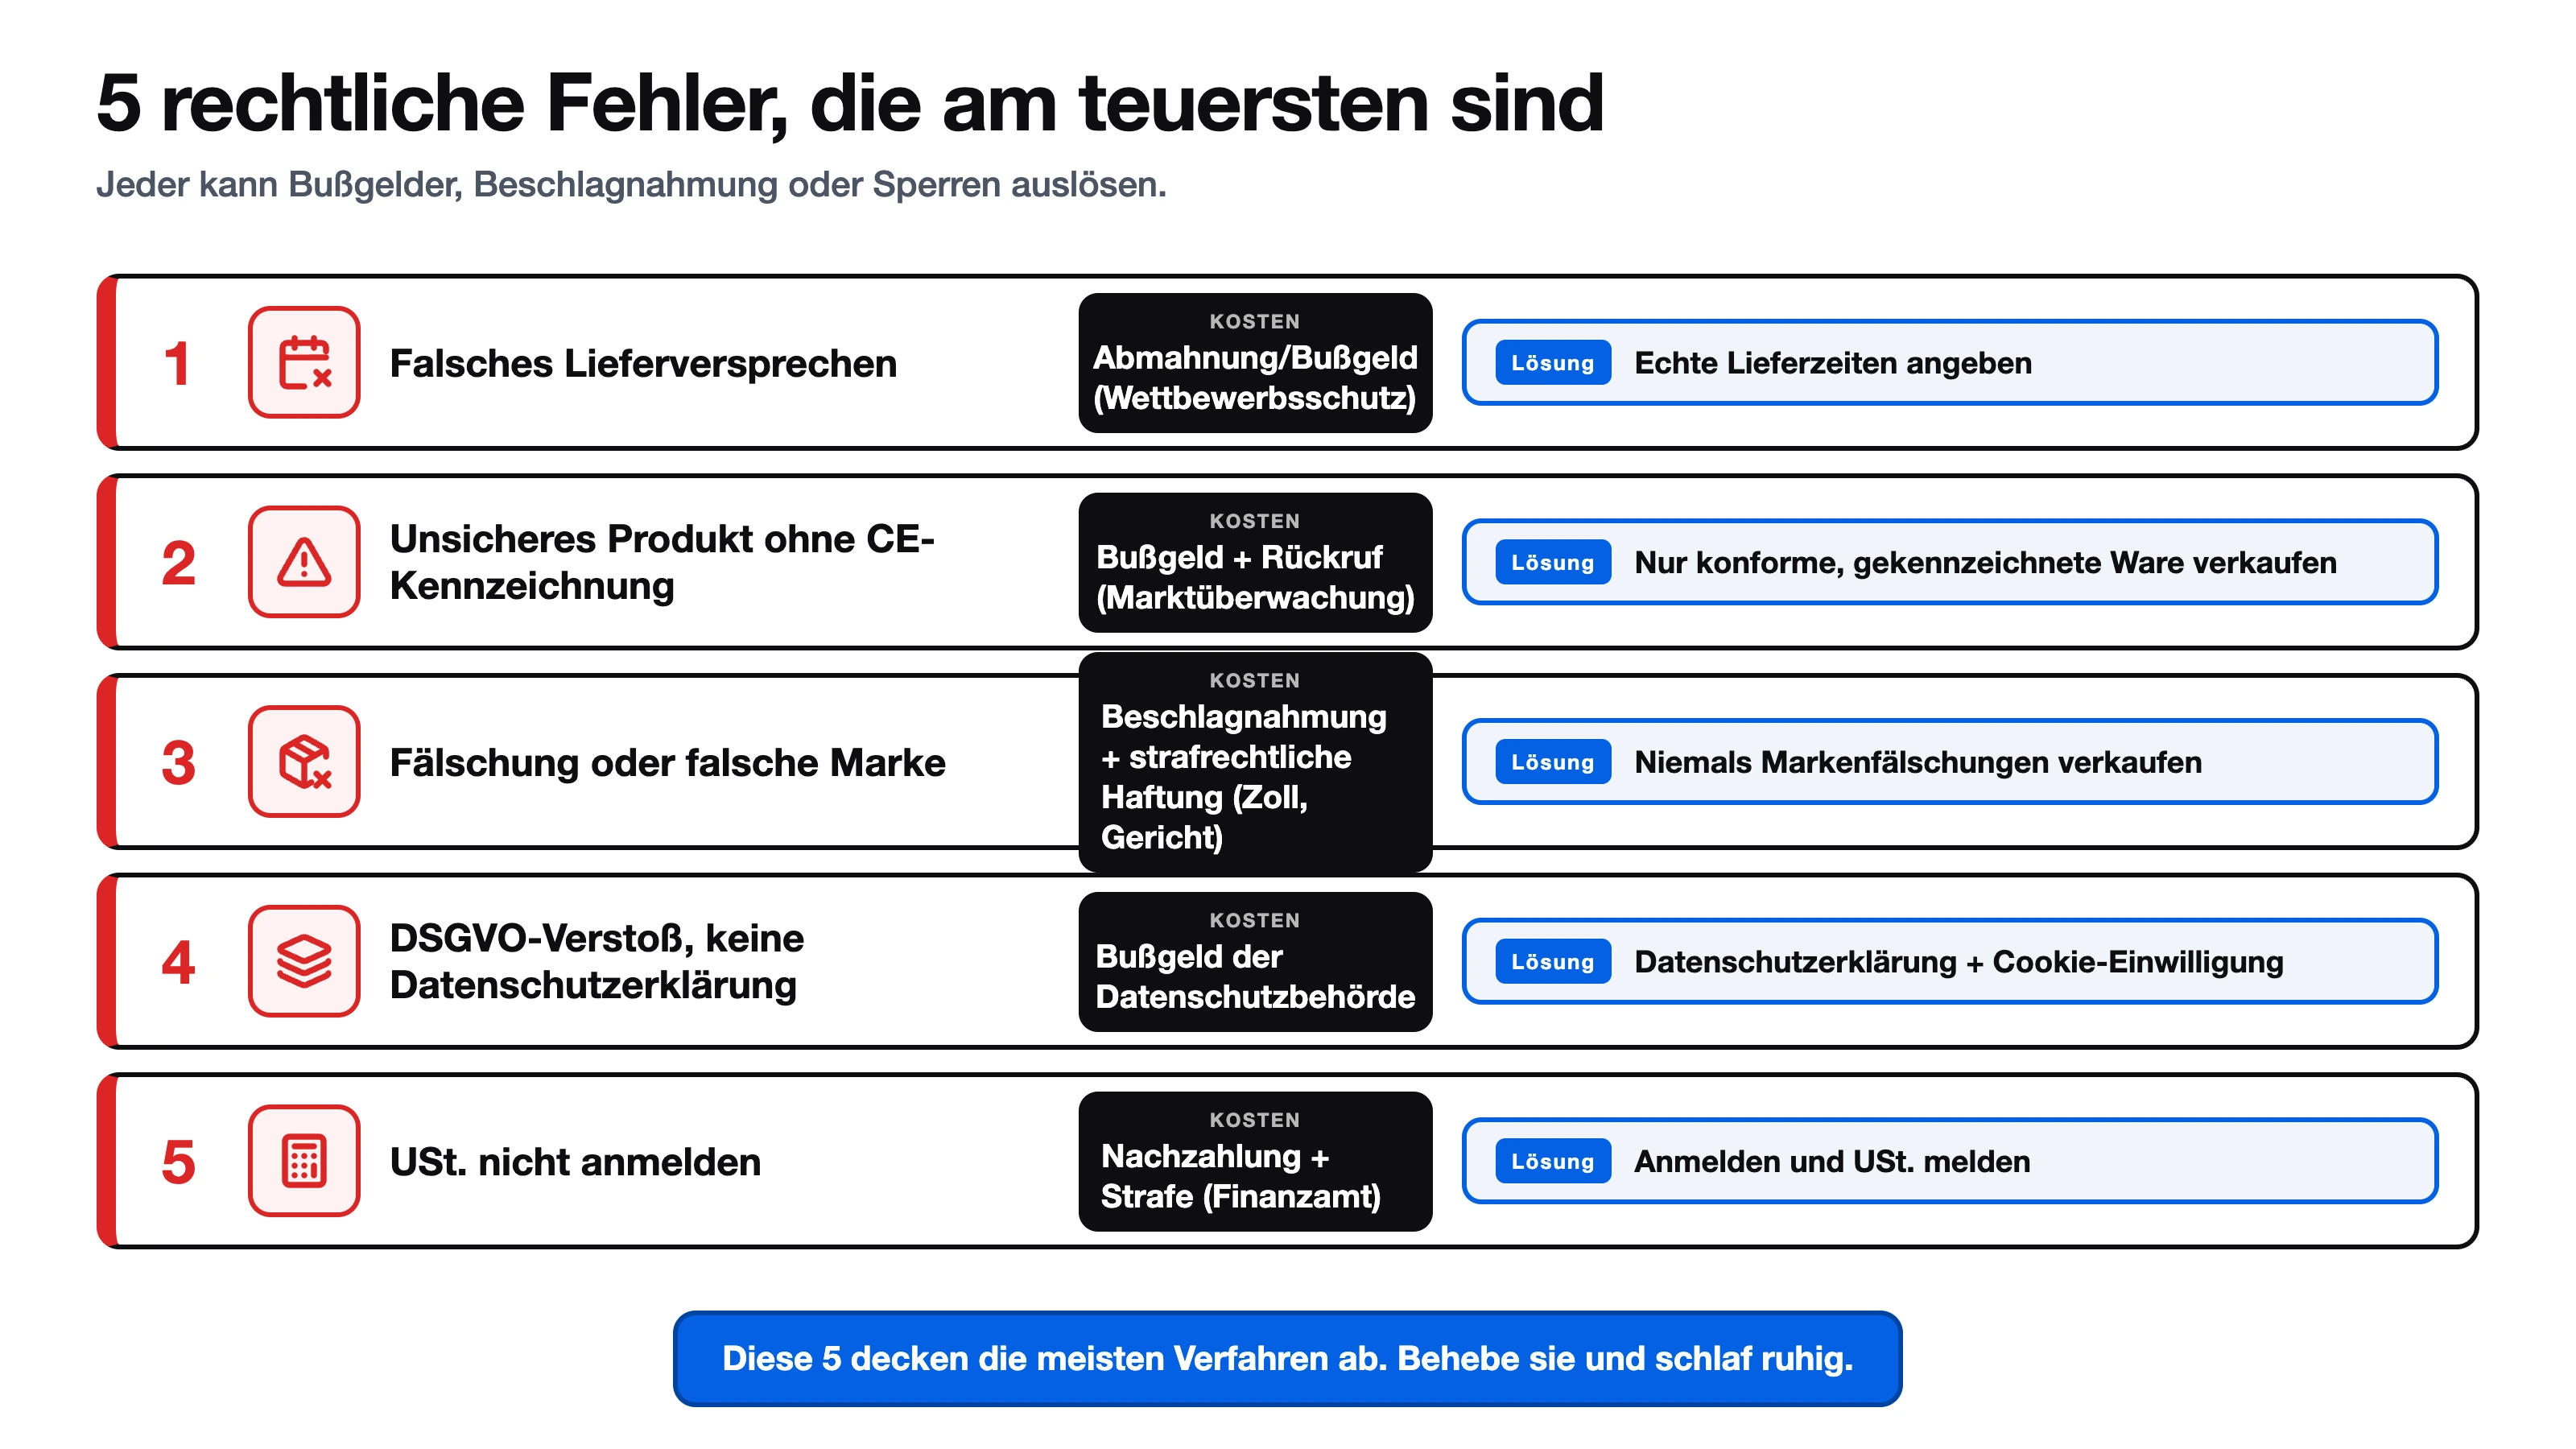 5 rechtliche Fehler, die am teuersten sind
Jeder kann Bußgelder, Beschlagnahmung oder Sperren auslösen.
1
Falsches Lieferversprechen
KOSTEN
Abmahnung/Bußgeld
(Wettbewerbsschutz)
Lösung
Echte Lieferzeiten angeben
2
Unsicheres Produkt ohne CE-
Kennzeichnung
KOSTEN
Bußgeld + Rückruf
(Marktüberwachung)
Lösung
Nur konforme, gekennzeichnete Ware verkaufen
3
Fälschung oder falsche Marke
KOSTEN
Beschlagnahmung
+ strafrechtliche
Haftung (Zoll,
Gericht)
Lösung
Niemals Markenfälschungen verkaufen
4
DSGVO-Verstoß, keine
Datenschutzerklärung
KOSTEN
Bußgeld der
Datenschutzbehörde
Lösung
Datenschutzerklärung + Cookie-Einwilligung
5
USt. nicht anmelden
KOSTEN
Nachzahlung +
Strafe (Finanzamt)
Lösung
Anmelden und USt. melden
Diese 5 decken die meisten Verfahren ab. Behebe sie und schlaf ruhig.